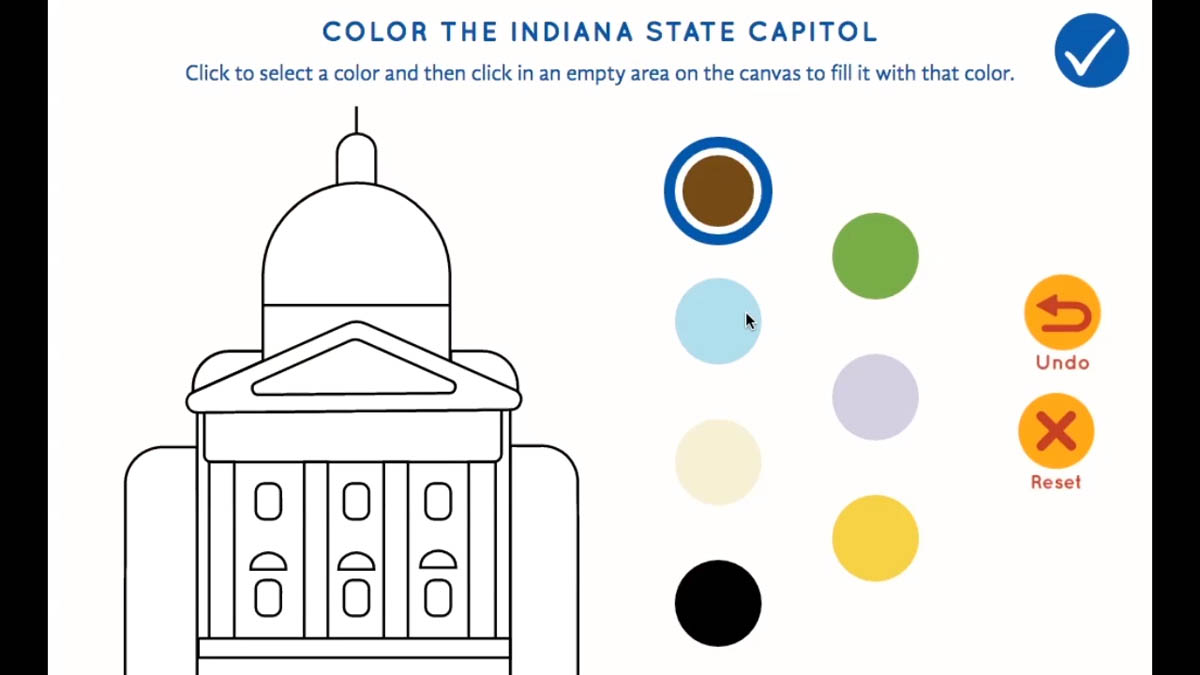 COLOR THE INDIANA STATE CAPITOL
Click to select a color and then click in an empty area on the canvas to fill it with that color.
Undo
Reset